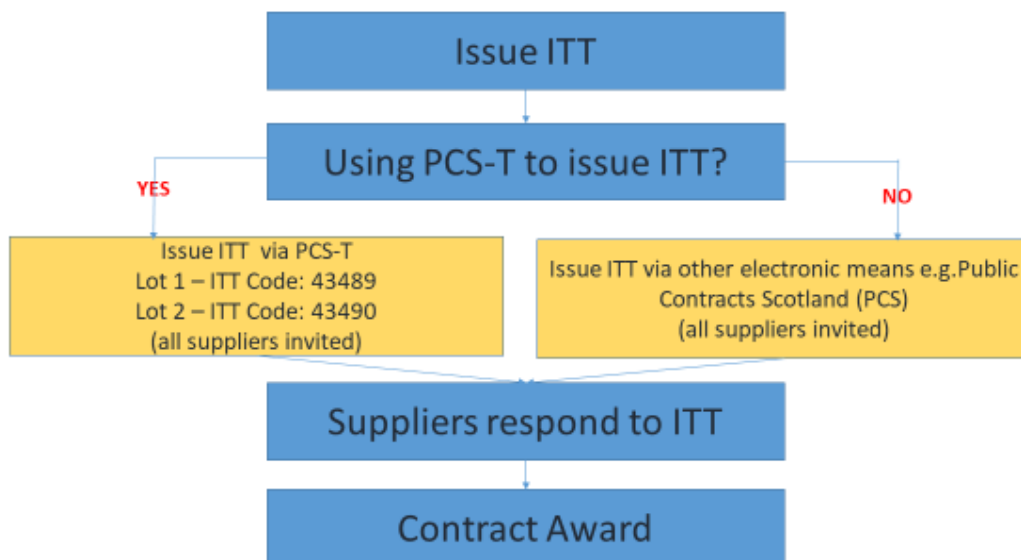 Issue ITT
Using PCS-T to issue ITT?
YES
NO
Issue ITT via PCS-T
Lot 1 – ITT Code: 43489
Lot 2 – ITT Code: 43490
(all suppliers invited)
Issue ITT via other electronic means e.g.Public
Contracts Scotland (PCS)
(all suppliers invited)
Suppliers respond to ITT
Contract Award